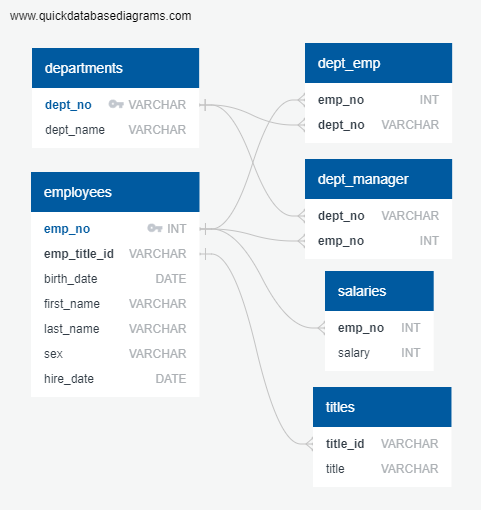 www.quickdatabasediagrams.com
departments
dept_no VARCHAR
dept_name VARCHAR
employees
emp_no INT
emp_title_id VARCHAR
birth_date DATE
first_name VARCHAR
last_name VARCHAR
sex VARCHAR
hire_date DATE
dept_emp
emp_no INT
dept_no VARCHAR
dept_manager
dept_no VARCHAR
emp_no INT
salaries
emp_no INT
salary INT
titles
title_id VARCHAR
title VARCHAR